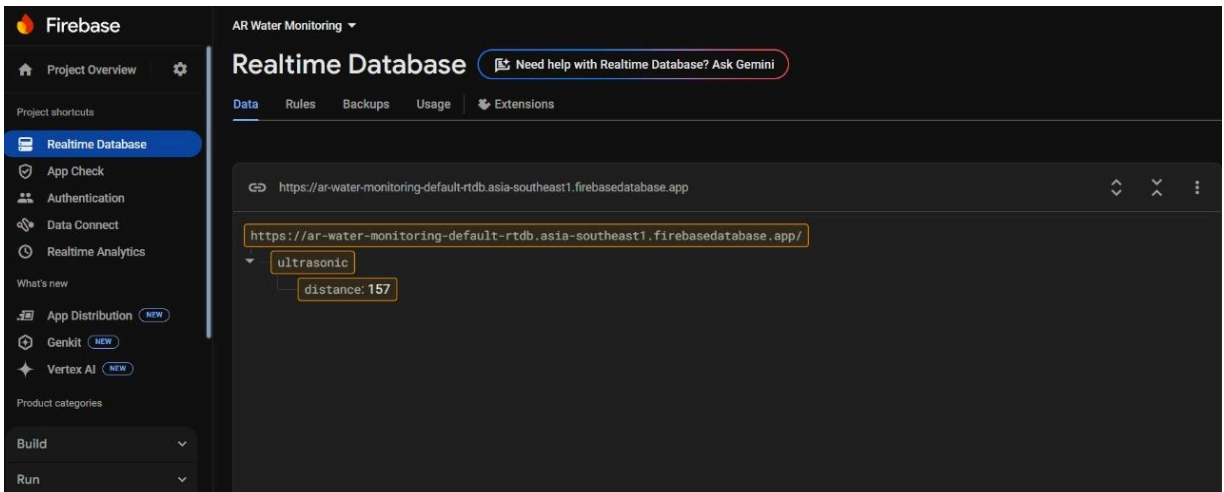 Firebase
Project Overview
Project shortcuts
Realtime Database
App Check
Authentication
Data Connect
Realtime Analytics
What's new
App Distribution NEW
Genkit NEW
Vertex AI NEW
Product categories
Build
Run
AR Water Monitoring
Realtime Database
Need help with Realtime Database? Ask Gemini
Data Rules Backups Usage Extensions
https://ar-water-monitoring-default-rtdb.asia-southeast1.firebasedatabase.app
https://ar-water-monitoring-default-rtdb.asia-southeast1.firebasedatabase.app/
ultrasonic
distance: 157